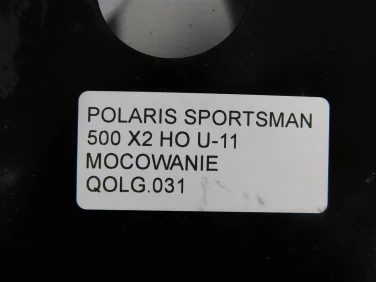 POLARIS SPORTSMAN
500 X2 HO U-11
MOCOWANIE
QOLG.031